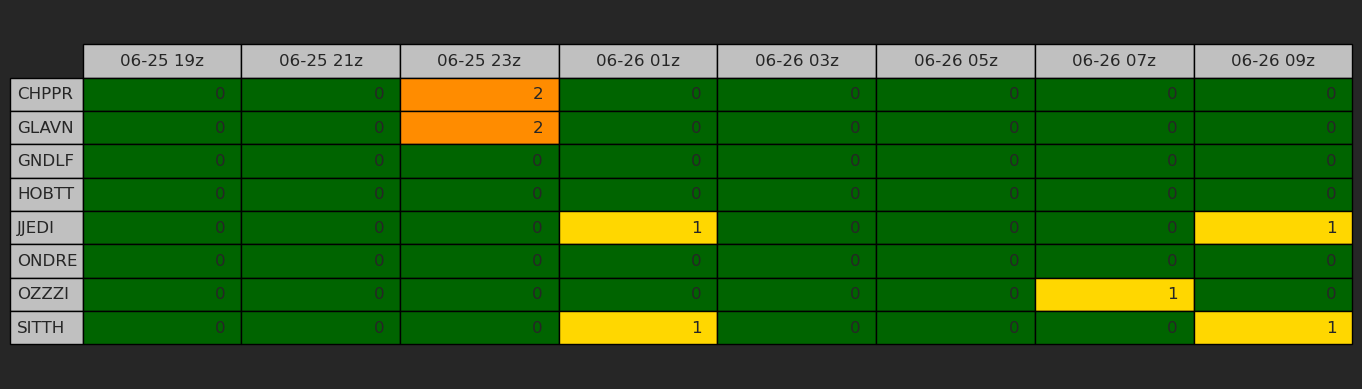 06-25 19z 06-25 21z 06-25 23z 06-26 01z 06-26 03z 06-26 05z 06-26 07z 06-26 09z
CHPPR 0 0 2 0 0 0 0 0
GLAVN 0 0 2 0 0 0 0 0
GNDLF 0 0 0 0 0 0 0 0
HOBTT 0 0 0 0 0 0 0 0
JJEDI 0 0 0 1 0 0 0 1
ONDRE 0 0 0 0 0 0 0 0
OZZZI 0 0 0 0 0 0 1 0
SITTH 0 0 0 1 0 0 0 1